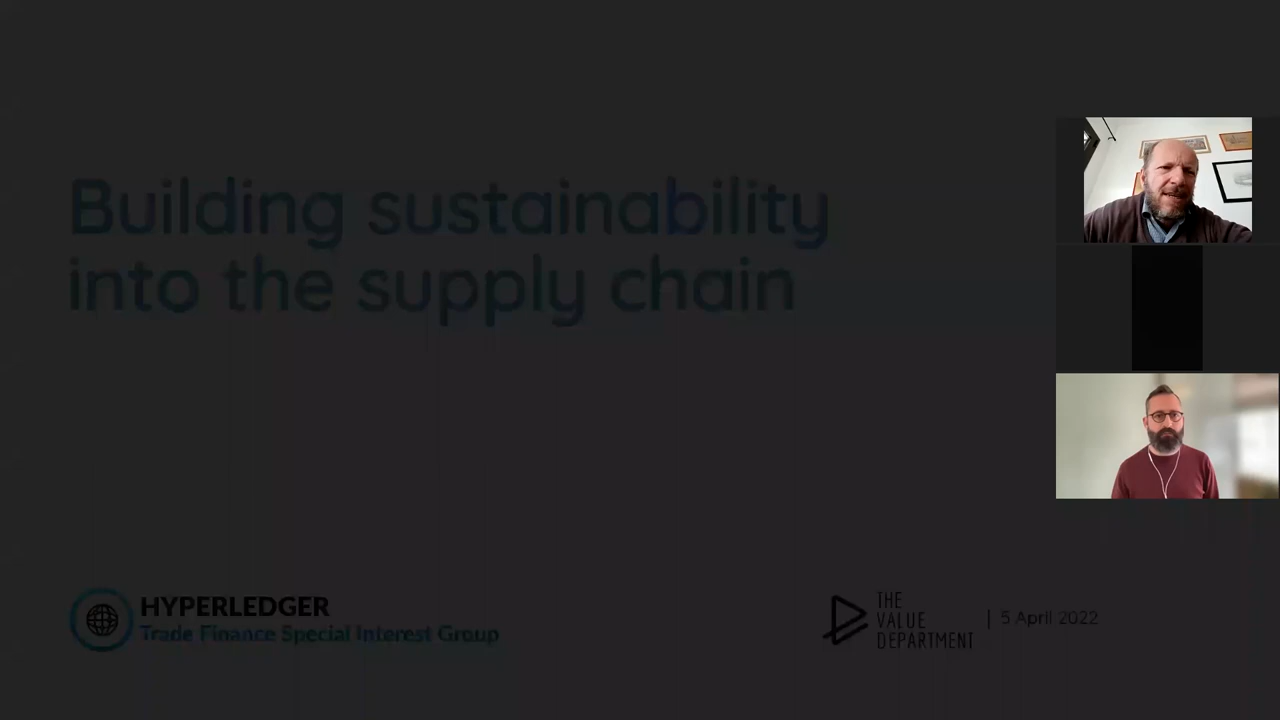 Building sustainability
into the supply chain
HYPERLEDGER
Trade Finance Special Interest Group
THE
VALUE
DEPARTMENT
| 5 April 2022